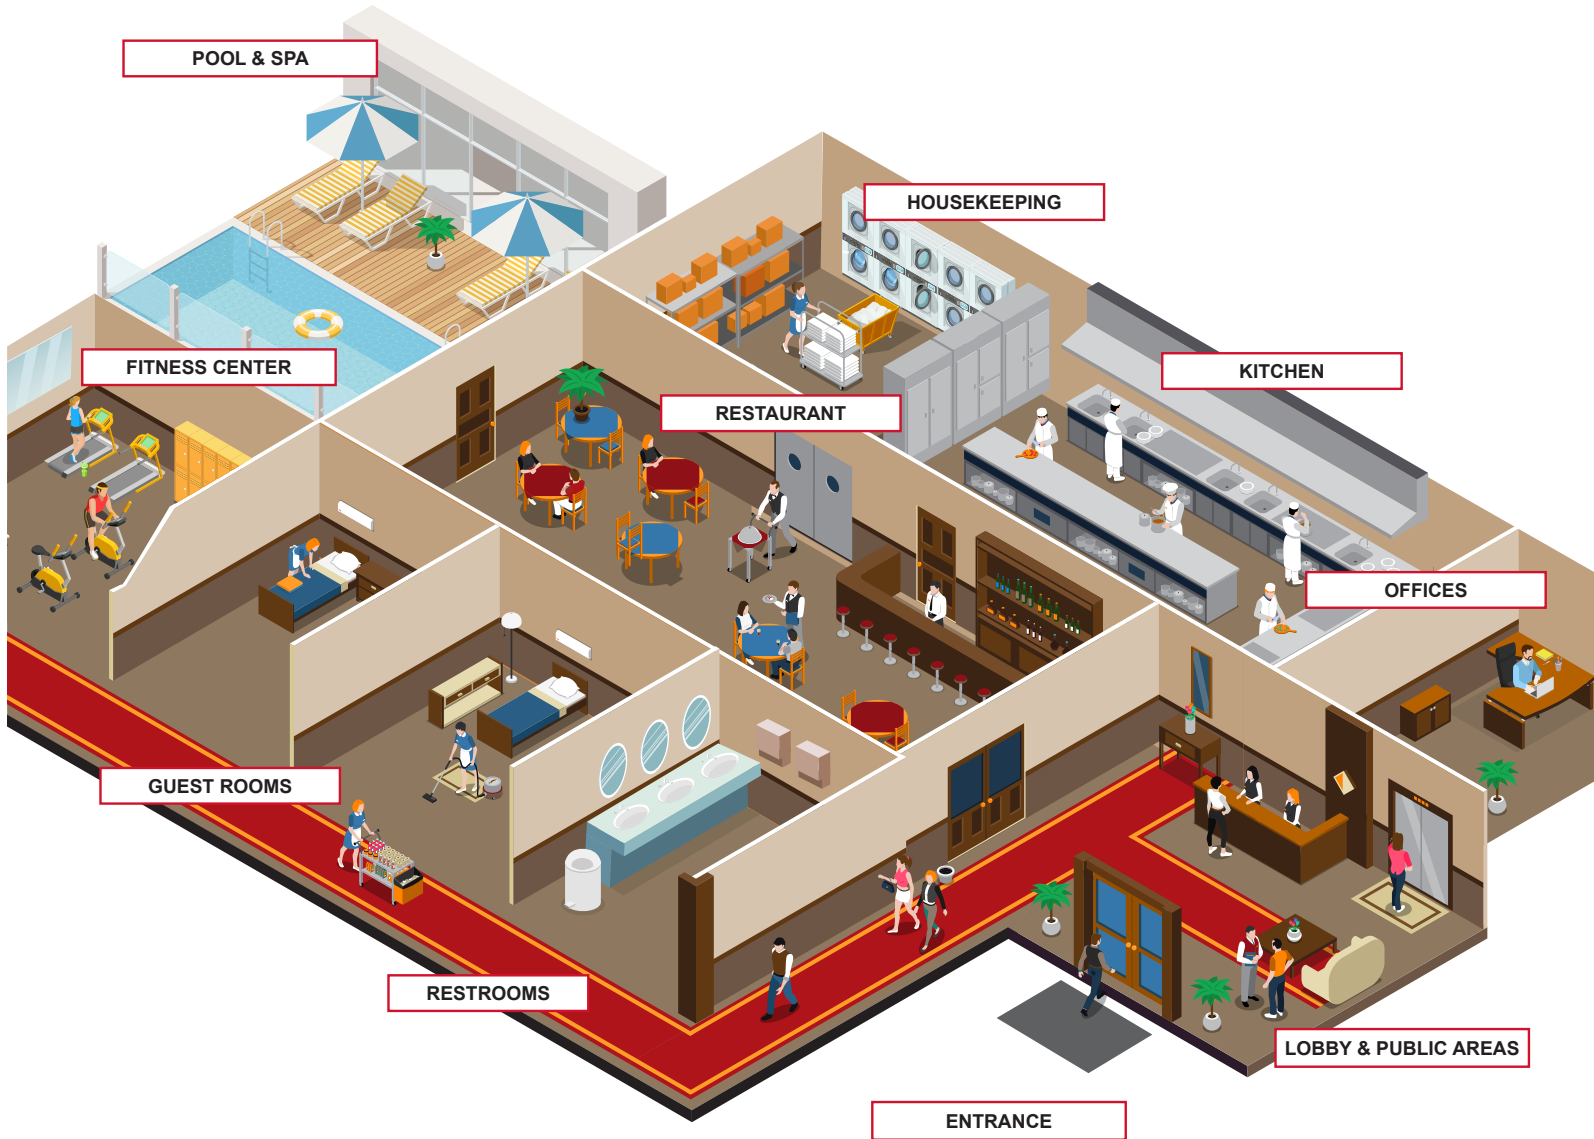 POOL & SPA
HOUSEKEEPING
FITNESS CENTER
KITCHEN
RESTAURANT
OFFICES
GUEST ROOMS
RESTROOMS
LOBBY & PUBLIC AREAS
ENTRANCE